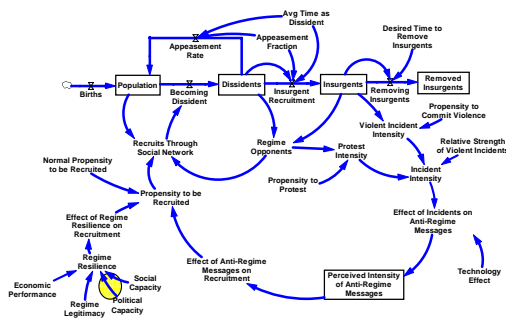 Avg Time as
Dissident
Appeasement
Rate
Appeasement
Fraction
Desired Time to
Remove
Insurgents
Births
Population
Becoming
Dissident
Dissidents
Insurgent
Recruitment
Insurgents
Removing
Insurgents
Removed
Insurgents
Propensity to
Commit Violence
Violent Incident
Intensity
Recruits Through
Social Network
Regime
Opponents
Protest
Intensity
Relative Strength
of Violent Incidents
Incident
Intensity
Normal Propensity
to be Recruited
Propensity to be
Recruited
Propensity to
Protest
Effect of Regime
Resilience on
Recruitment
Effect of Incidents on
Anti-Regime
Messages
Regime
Resilience
Effect of Anti-Regime
Messages on
Recruitment
Economic
Performance
Regime
Legitimacy
Social
Capacity
Political
Capacity
Perceived Intensity
of Anti-Regime
Messages
Technology
Effect